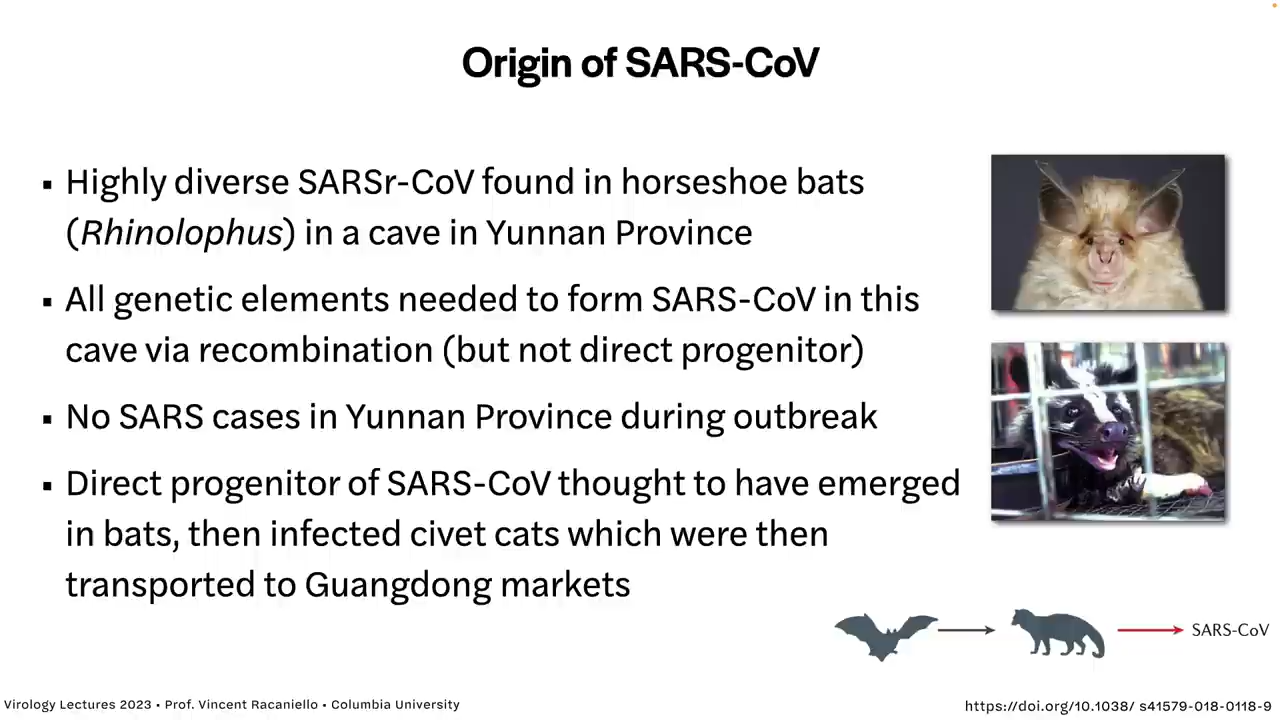 Origin of SARS-CoV
▪ Highly diverse SARSr-CoV found in horseshoe bats
(Rhinolophus) in a cave in Yunnan Province
▪ All genetic elements needed to form SARS-CoV in this
cave via recombination (but not direct progenitor)
▪ No SARS cases in Yunnan Province during outbreak
▪ Direct progenitor of SARS-CoV thought to have emerged
in bats, then infected civet cats which were then
transported to Guangdong markets
SARS-CoV
Virology Lectures 2023 • Prof. Vincent Racaniello • Columbia University
https://doi.org/10.1038/ s41579-018-0118-9